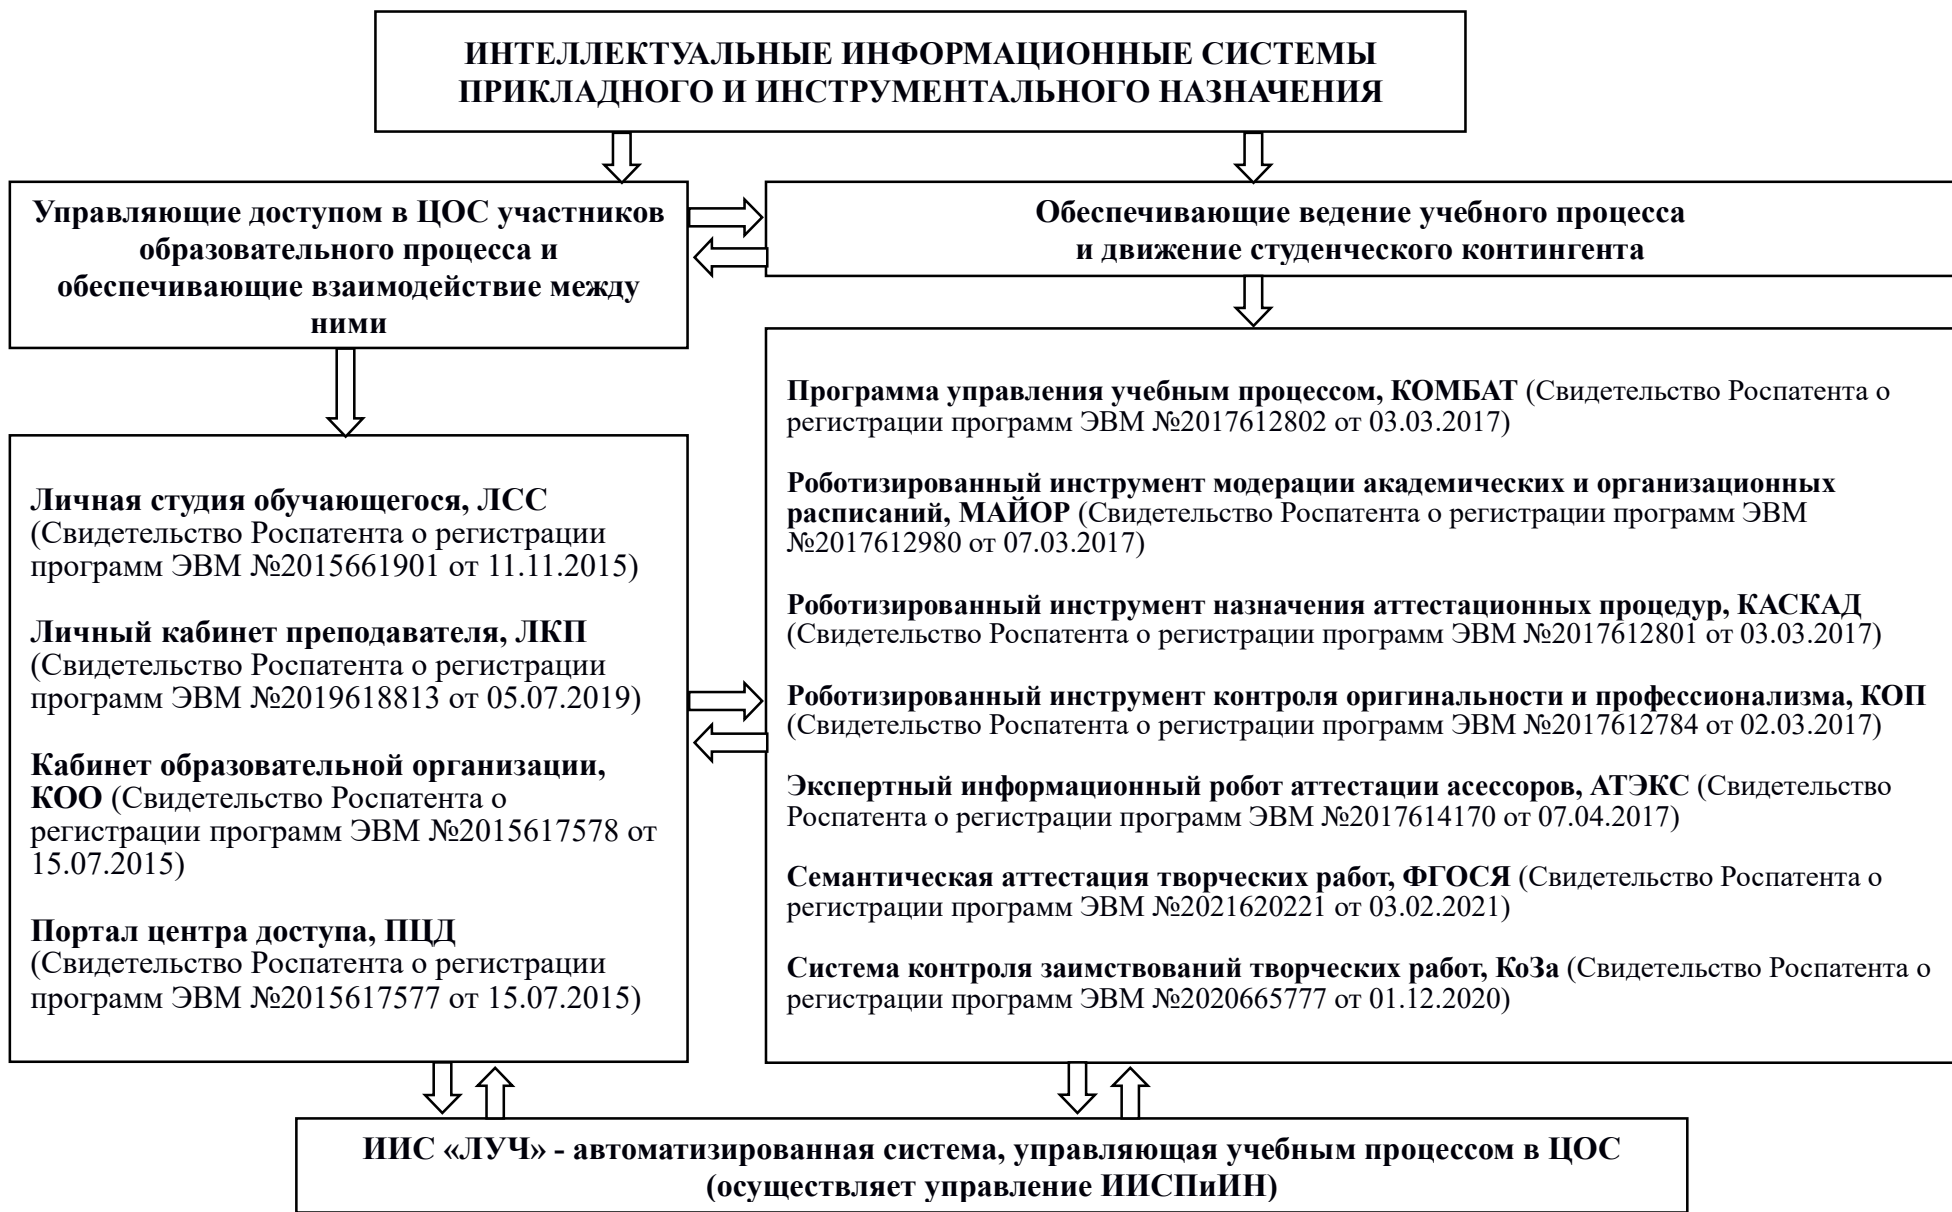 ИНТЕЛЛЕКТУАЛЬНЫЕ ИНФОРМАЦИОННЫЕ СИСТЕМЫ
ПРИКЛАДНОГО И ИНСТРУМЕНТАЛЬНОГО НАЗНАЧЕНИЯ
Управляющие доступом в ЦОС участников
образовательного процесса и
обеспечивающие взаимодействие между
ними
Обеспечивающие ведение учебного процесса
и движение студенческого контингента
Личная студия обучающегося, ЛСС
(Свидетельство Роспатента о регистрации
программ ЭВМ №2015661901 от 11.11.2015)
Личный кабинет преподавателя, ЛКП
(Свидетельство Роспатента о регистрации
программ ЭВМ №2019618813 от 05.07.2019)
Кабинет образовательной организации,
КОО (Свидетельство Роспатента о
регистрации программ ЭВМ №2015617578 от
15.07.2015)
Портал центра доступа, ПЦД
(Свидетельство Роспатента о регистрации
программ ЭВМ №2015617577 от 15.07.2015)
Программа управления учебным процессом, КОМБАТ (Свидетельство Роспатента о
регистрации программ ЭВМ №2017612802 от 03.03.2017)
Роботизированный инструмент модерации академических и организационных
расписаний, МАЙОР (Свидетельство Роспатента о регистрации программ ЭВМ
№2017612980 от 07.03.2017)
Роботизированный инструмент назначения аттестационных процедур, КАСКАД
(Свидетельство Роспатента о регистрации программ ЭВМ №2017612801 от 03.03.2017)
Роботизированный инструмент контроля оригинальности и профессионализма, КОП
(Свидетельство Роспатента о регистрации программ ЭВМ №2017612784 от 02.03.2017)
Экспертный информационный робот аттестации асессоров, АТЭКС (Свидетельство
Роспатента о регистрации программ ЭВМ №2017614170 от 07.04.2017)
Семантическая аттестация творческих работ, ФГОСЯ (Свидетельство Роспатента о
регистрации программ ЭВМ №2021620221 от 03.02.2021)
Система контроля заимствований творческих работ, КоЗа (Свидетельство Роспатента о
регистрации программ ЭВМ №2020665777 от 01.12.2020)
ИИС «ЛУЧ» - автоматизированная система, управляющая учебным процессом в ЦОС
(осуществляет управление ИИСПиИН)